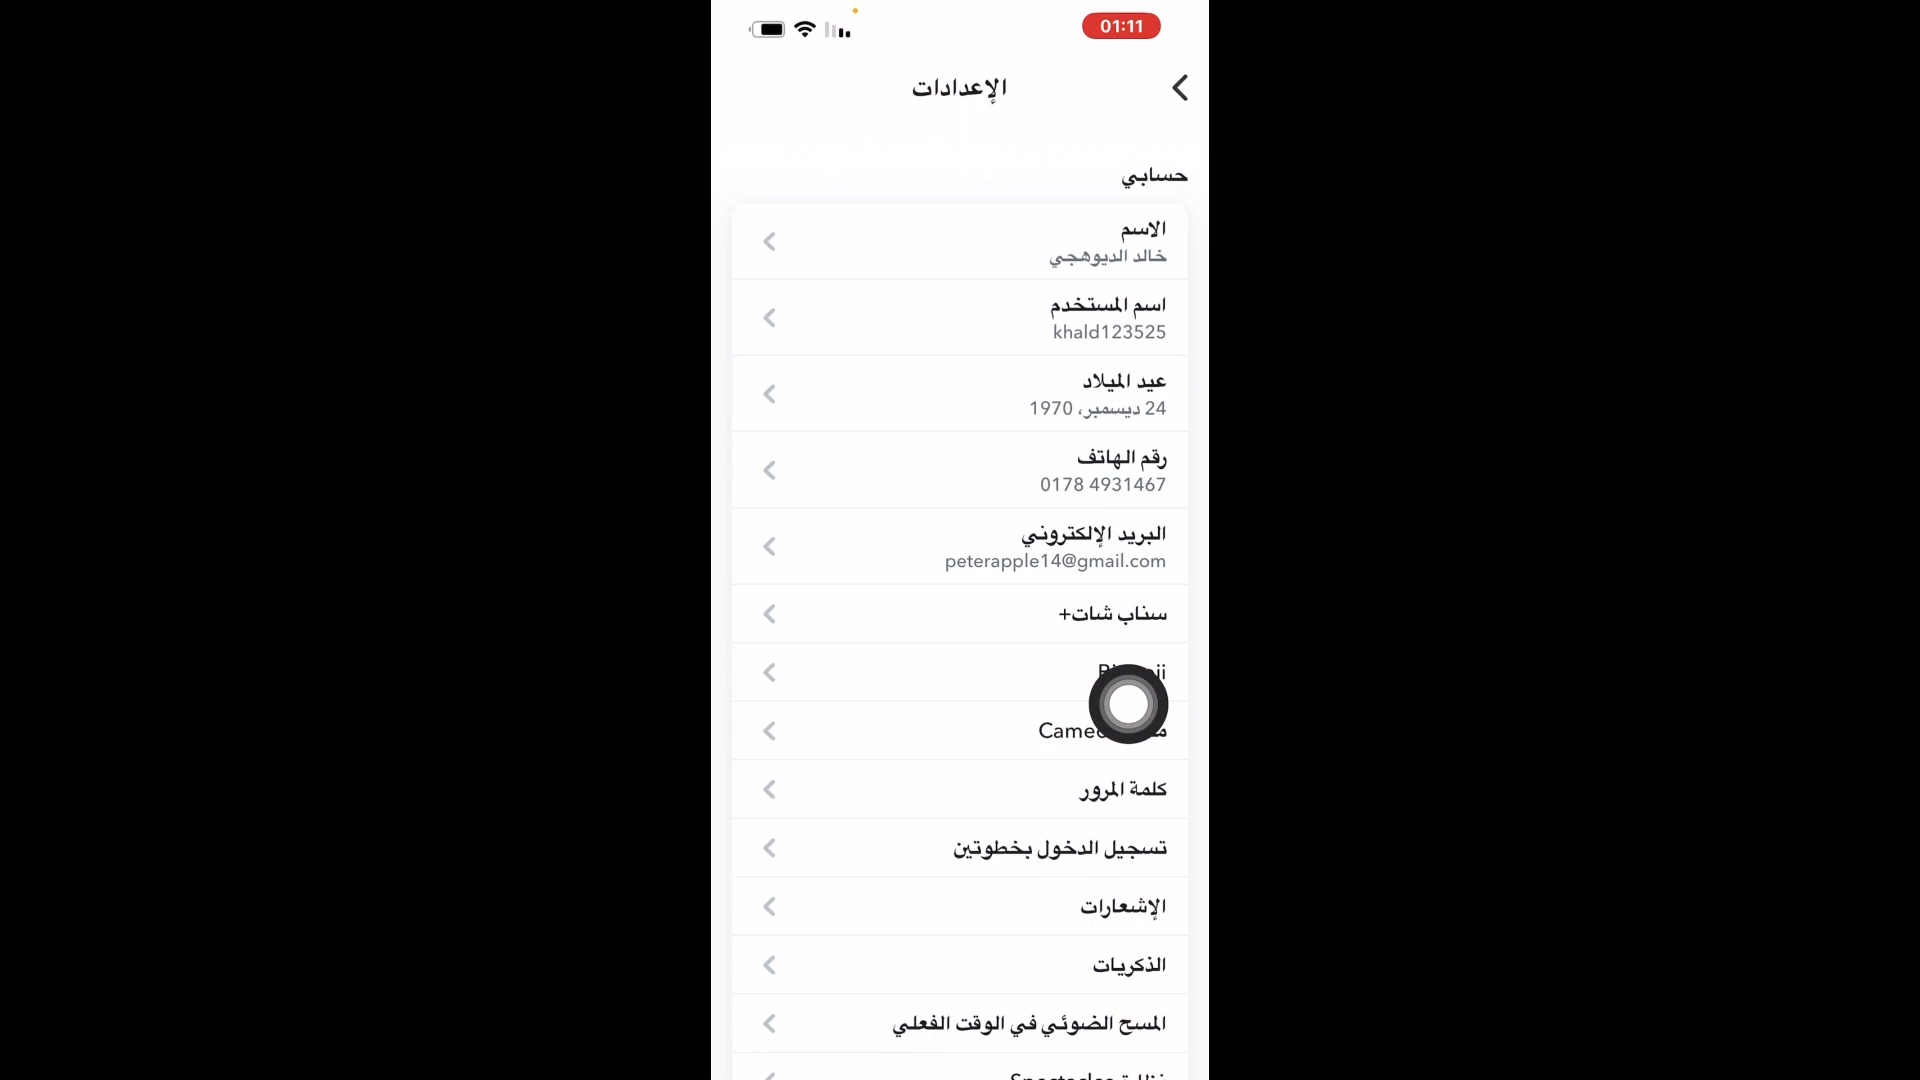 01:11
الإعدادات
حسابي
الاسم
خالد الديوهجي
اسم المستخدم
khald123525
عيد الميلاد
24 ديسمبر، 1970
رقم الهاتف
0178 4931467
البريد الإلكتروني
peterapple14@gmail.com
سناب شات+
كلمة المرور
تسجيل الدخول بخطوتين
الإشعارات
الذكريات
المسح الضوئي في الوقت الفعلي